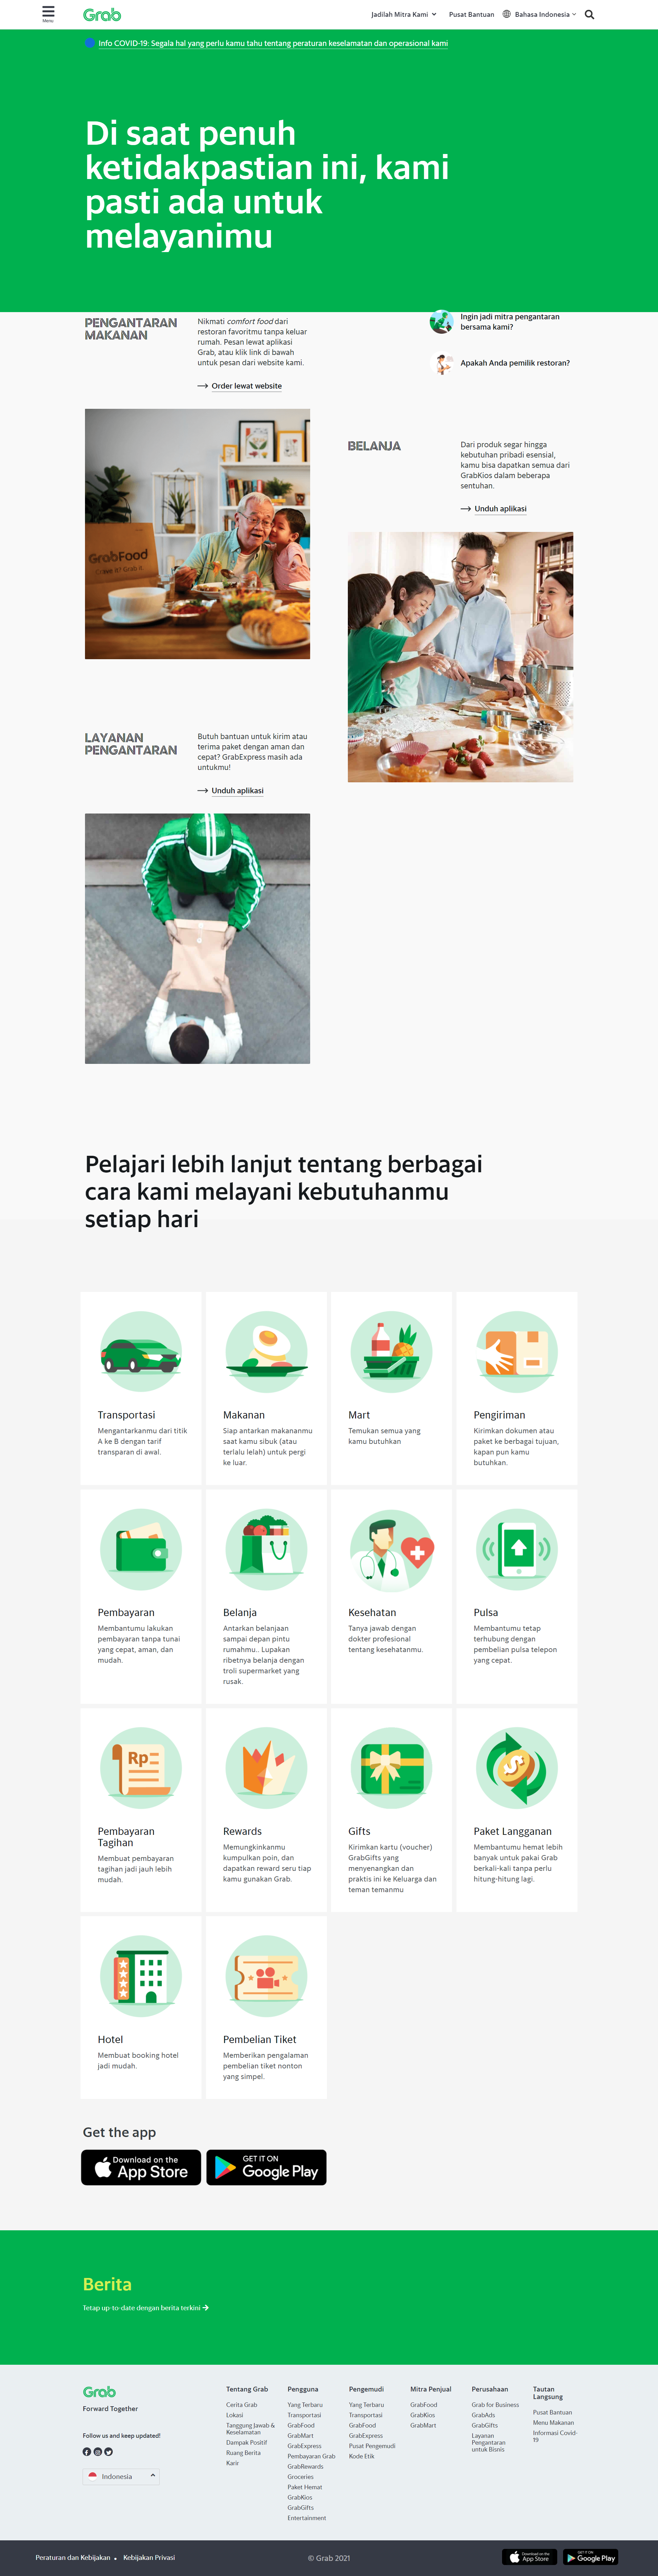 Menu
Grab
Jadilah Mitra Kami
Pusat Bantuan
Bahasa Indonesia
Info COVID-19: Segala hal yang perlu kamu tahu tentang peraturan keselamatan dan operasional kami
Di saat penuh
ketidakpastian ini, kami
pasti ada untuk
melayanimu
PENGANTARAN
MAKANAN
Nikmati comfort food dari
restoran favoritmu tanpa keluar
rumah. Pesan lewat aplikasi
Grab, atau klik link di bawah
untuk pesan dari website kami.
Order lewat website
Ingin jadi mitra pengantaran
bersama kami?
Apakah Anda pemilik restoran?
GrabFood
BELANJA
Dari produk segar hingga
kebutuhan pribadi esensial,
kamu bisa dapatkan semua dari
GrabKios dalam beberapa
sentuhan.
Unduh aplikasi
LAYANAN
PENGANTARAN
Butuh bantuan untuk kirim atau
terima paket dengan aman dan
cepat? GrabExpress masih ada
untukmu!
Unduh aplikasi
Pelajari lebih lanjut tentang berbagai
cara kami melayani kebutuhanmu
setiap hari
Transportasi
Mengantarkanmu dari titik
A ke B dengan tarif
transparan di awal.
Makanan
Siap antarkan makananmu
saat kamu sibuk (atau
terlalu lelah) untuk pergi
ke luar.
Mart
Temukan semua yang
kamu butuhkan
Pengiriman
Kirimkan dokumen atau
paket ke berbagai tujuan,
kapan pun kamu
butuhkan.
Pembayaran
Membantumu lakukan
pembayaran tanpa tunai
yang cepat, aman, dan
mudah.
Belanja
Antarkan belanjaan
sampai depan pintu
rumahmu.. Lupakan
ribetnya belanja dengan
troli supermarket yang
rusak.
Kesehatan
Tanya jawab dengan
dokter profesional
tentang kesehatanmu.
Pulsa
Membantumu tetap
terhubung dengan
pembelian pulsa telepon
yang cepat.
Rp
Pembayaran
Tagihan
Membuat pembayaran
tagihan jadi jauh lebih
mudah.
Rewards
Memungkinkanmu
kumpulkan poin, dan
dapatkan reward seru tiap
kamu gunakan Grab.
Gifts
Kirimkan kartu (voucher)
GrabGifts yang
menyenangkan dan
praktis ini ke Keluarga dan
teman temanmu
$
Paket Langganan
Membantumu hemat lebih
banyak untuk pakai Grab
berkali-kali tanpa perlu
hitung-hitung lagi.
Hotel
Membuat booking hotel
jadi mudah.
Pembelian Tiket
Memberikan pengalaman
pembelian tiket nonton
yang simpel.
Get the app
Download on the
App Store
GET IT ON
Google Play
Berita
Tetap up-to-date dengan berita terkini
Grab
Forward Together
Follow us and keep updated!
Indonesia
Tentang Grab
Cerita Grab
Lokasi
Tanggung Jawab &
Keselamatan
Dampak Positif
Ruang Berita
Karir
Pengguna
Yang Terbaru
Transportasi
GrabFood
GrabMart
GrabExpress
Pembayaran Grab
GrabRewards
Groceries
Paket Hemat
GrabKios
GrabGifts
Entertainment
Pengemudi
Yang Terbaru
Transportasi
GrabFood
GrabExpress
Pusat Pengemudi
Kode Etik
Mitra Penjual
GrabFood
GrabKios
GrabMart
Perusahaan
Grab for Business
GrabAds
GrabGifts
Layanan
Pengantaran
untuk Bisnis
Tautan
Langsung
Pusat Bantuan
Menu Makanan
Informasi Covid-
19
Peraturan dan Kebijakan
Kebijakan Privasi
© Grab 2021
Download on the
App Store
GET IT ON
Google Play